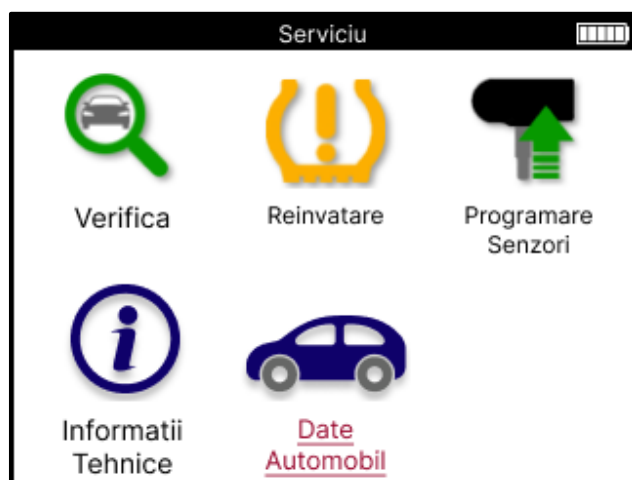 Serviciu
Verifica
Reinvatare
Programare
Senzori
Informatii
Tehnice
Date
Automobil